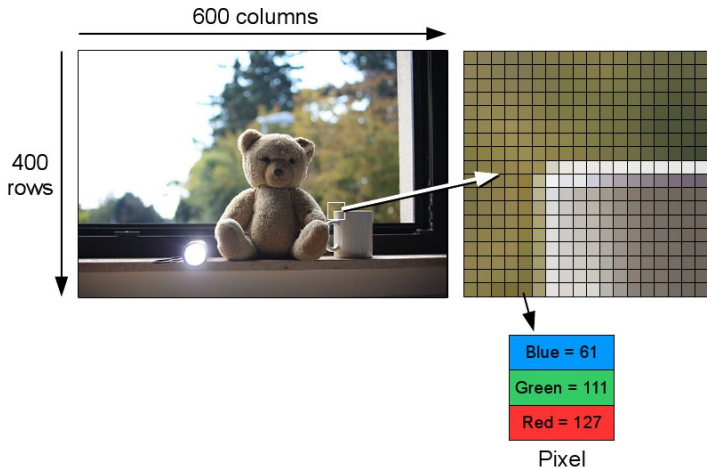 600 columns
400
rows
Blue = 61
Green = 111
Red = 127
Pixel